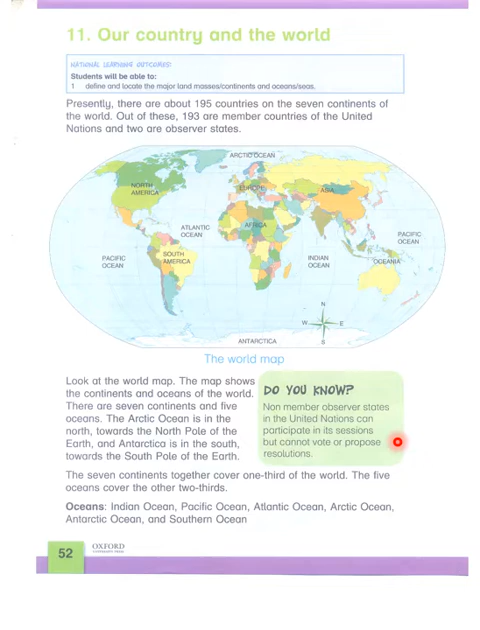 11. Our country and the world
NATIONAL LEARNING OUTCOMES:
Students will be able to:
1 define and locate the major land masses/continents and oceans/seas.
Presently, there are about 195 countries on the seven continents of
the world. Out of these, 193 are member countries of the United
Nations and two are observer states.
ARCTIC OCEAN
NORTH
AMERICA
EUROPE
ASIA
ATLANTIC
OCEAN
AFRICA
PACIFIC
OCEAN
PACIFIC
OCEAN
SOUTH
AMERICA
INDIAN
OCEAN
OCEANIA
N
W
E
S
ANTARCTICA
The world map
Look at the world map. The map shows
the continents and oceans of the world.
There are seven continents and five
oceans. The Arctic Ocean is in the
north, towards the North Pole of the
Earth, and Antarctica is in the south,
towards the South Pole of the Earth.
DO YOU KNOW?
Non member observer states
in the United Nations can
participate in its sessions
but cannot vote or propose
resolutions.
The seven continents together cover one-third of the world. The five
oceans cover the other two-thirds.
Oceans: Indian Ocean, Pacific Ocean, Atlantic Ocean, Arctic Ocean,
Antarctic Ocean, and Southern Ocean
52
OXFORD
UNIVERSITY PRESS